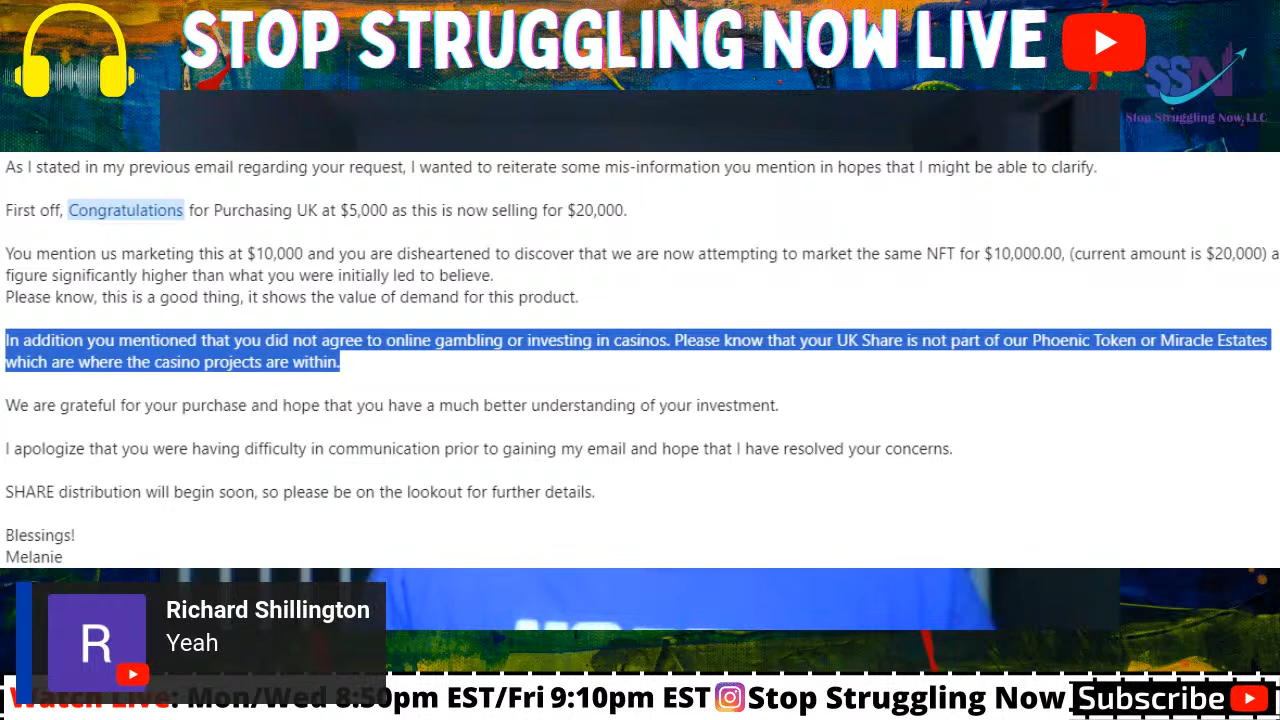 STOP STRUGGLING NOW LIVE
SSN
Stop Struggling Now, LLC
As I stated in my previous email regarding your request, I wanted to reiterate some mis-information you mention in hopes that I might be able to clarify.
First off, Congratulations for Purchasing UK at $5,000 as this is now selling for $20,000.
You mention us marketing this at $10,000 and you are disheartened to discover that we are now attempting to market the same NFT for $10,000.00, (current amount is $20,000) a
figure significantly higher than what you were initially led to believe.
Please know, this is a good thing, it shows the value of demand for this product.
In addition you mentioned that you did not agree to online gambling or investing in casinos. Please know that your UK Share is not part of our Phoenic Token or Miracle Estates
which are where the casino projects are within.
We are grateful for your purchase and hope that you have a much better understanding of your investment.
I apologize that you were having difficulty in communication prior to gaining my email and hope that I have resolved your concerns.
SHARE distribution will begin soon, so please be on the lookout for further details.
Blessings!
Melanie
R
Richard Shillington
Yeah
Watch Live: Mon/Wed 8:50pm EST/Fri 9:10pm EST Stop Struggling Now
Subscribe